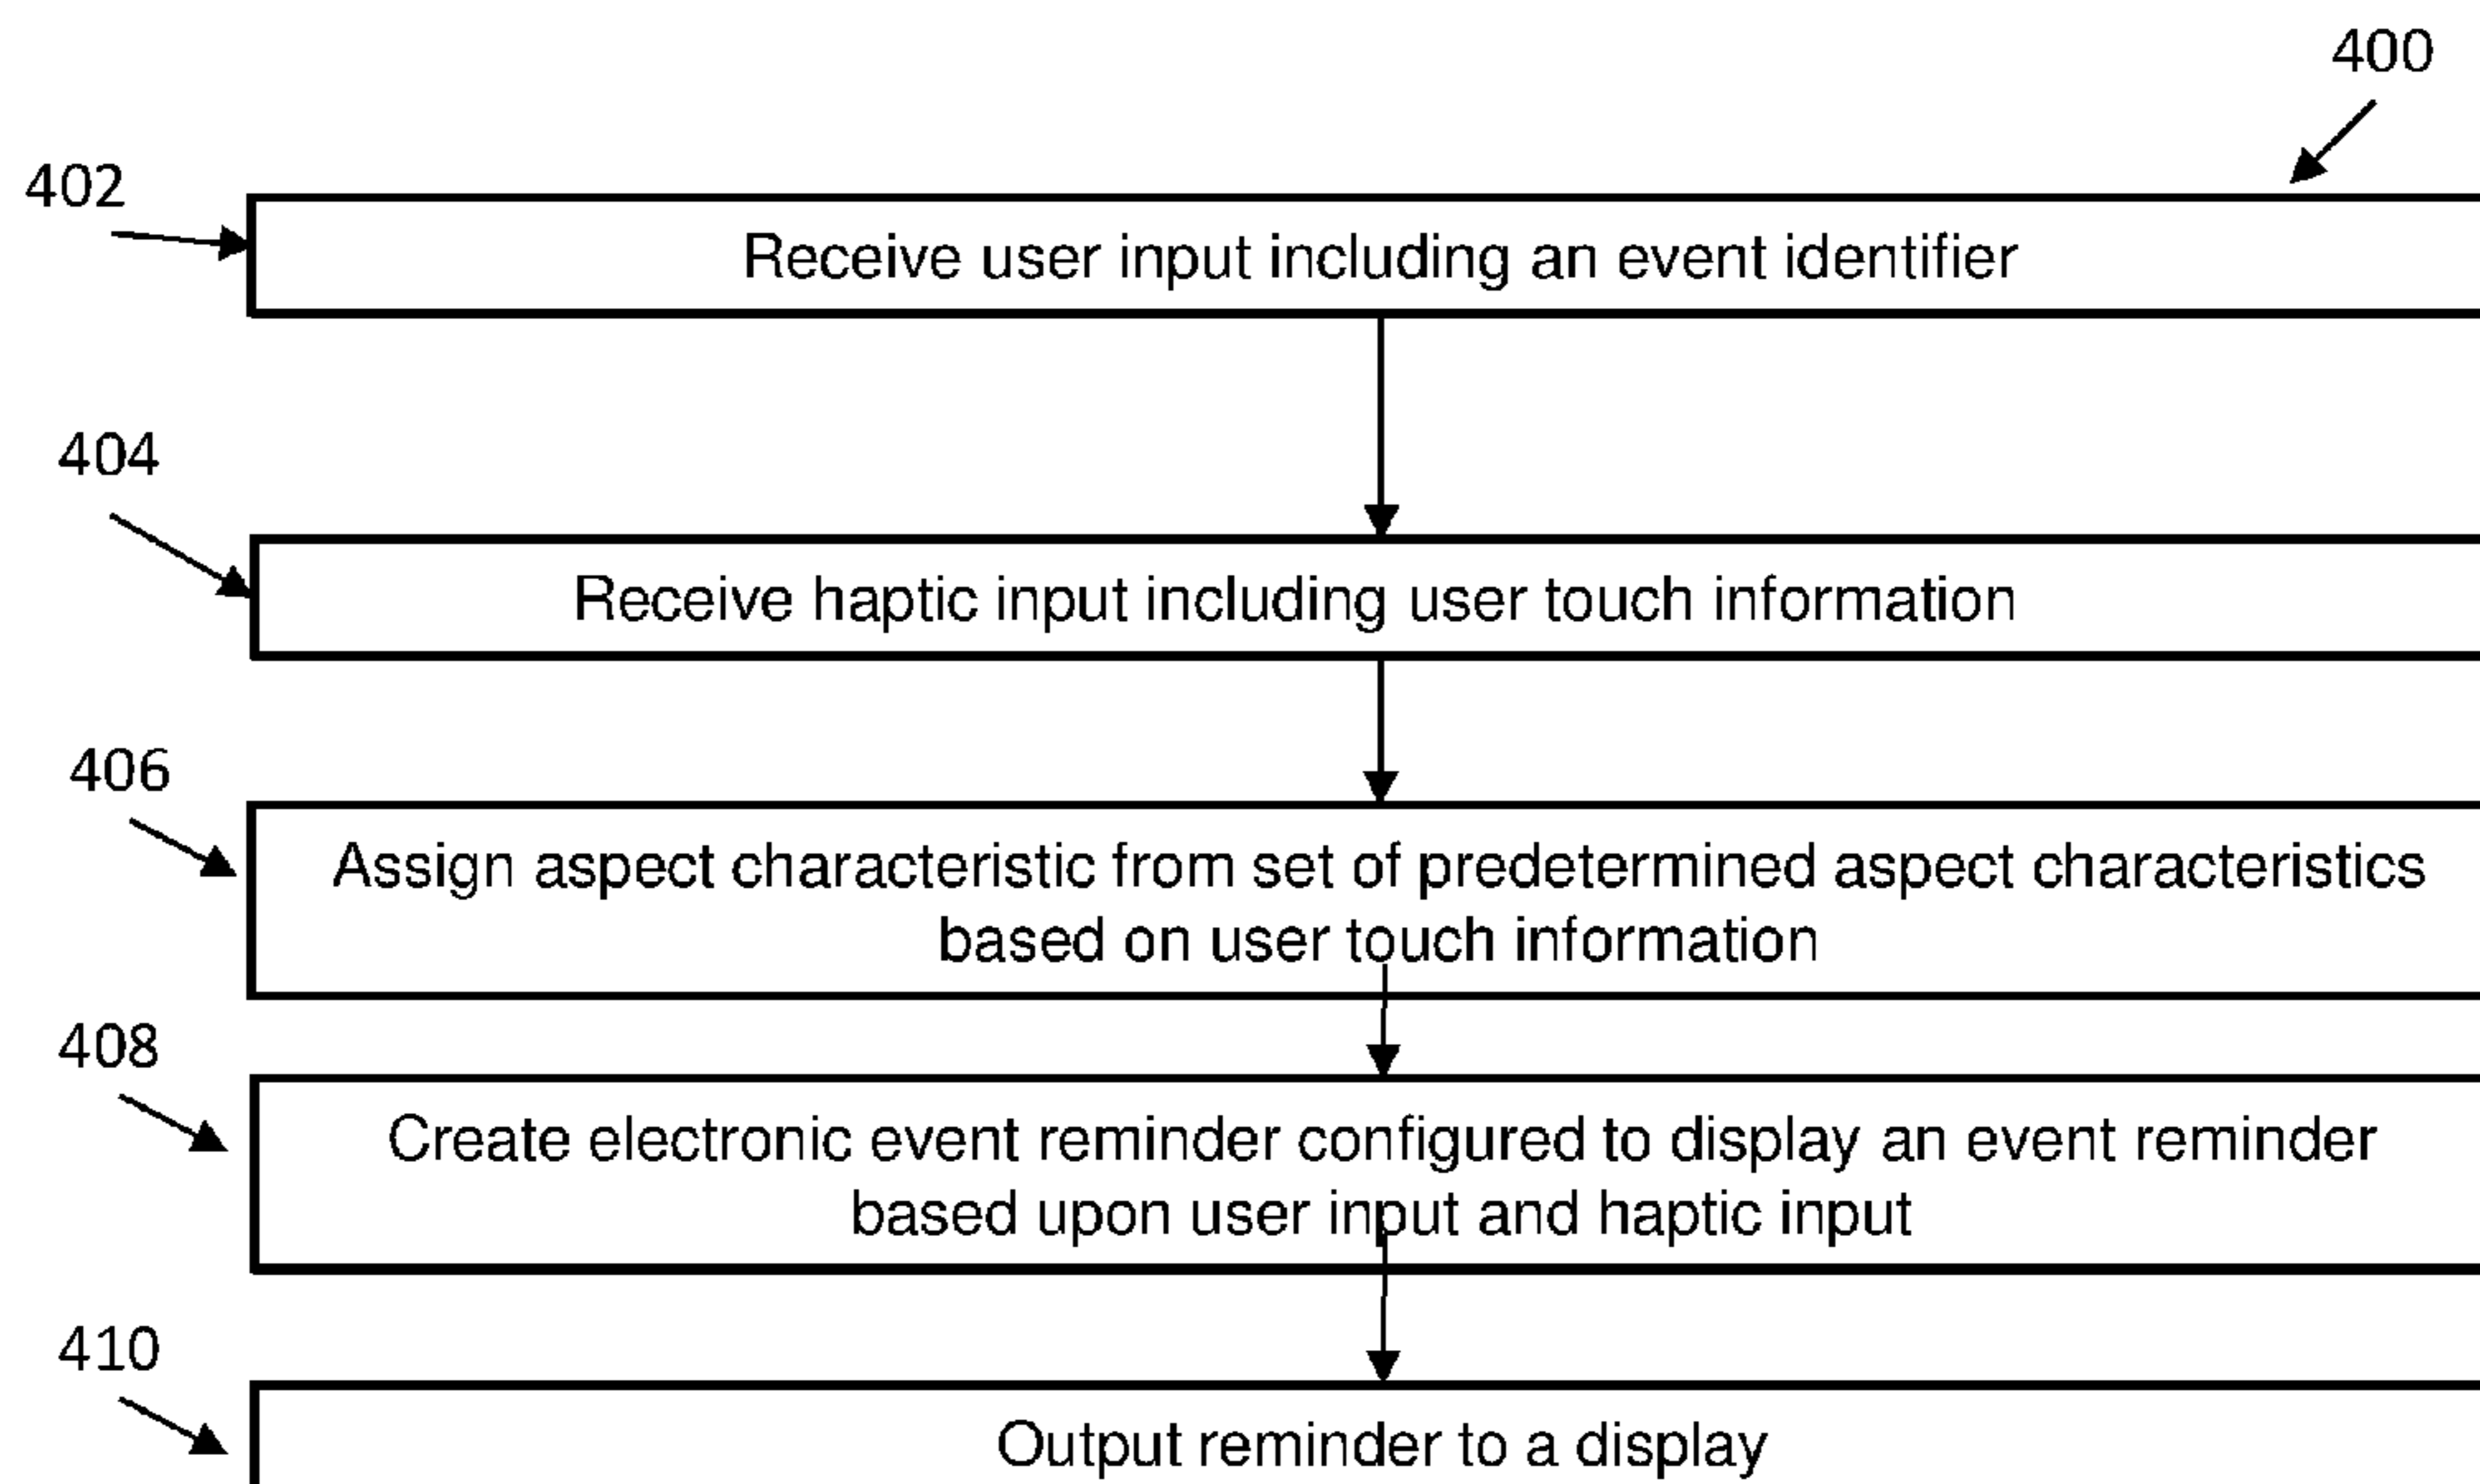 400
402
Receive user input including an event identifier
404
Receive haptic input including user touch information
406
Assign aspect characteristic from set of predetermined aspect characteristics
based on user touch information
408
Create electronic event reminder configured to display an event reminder
based upon user input and haptic input
410
Output reminder to a display